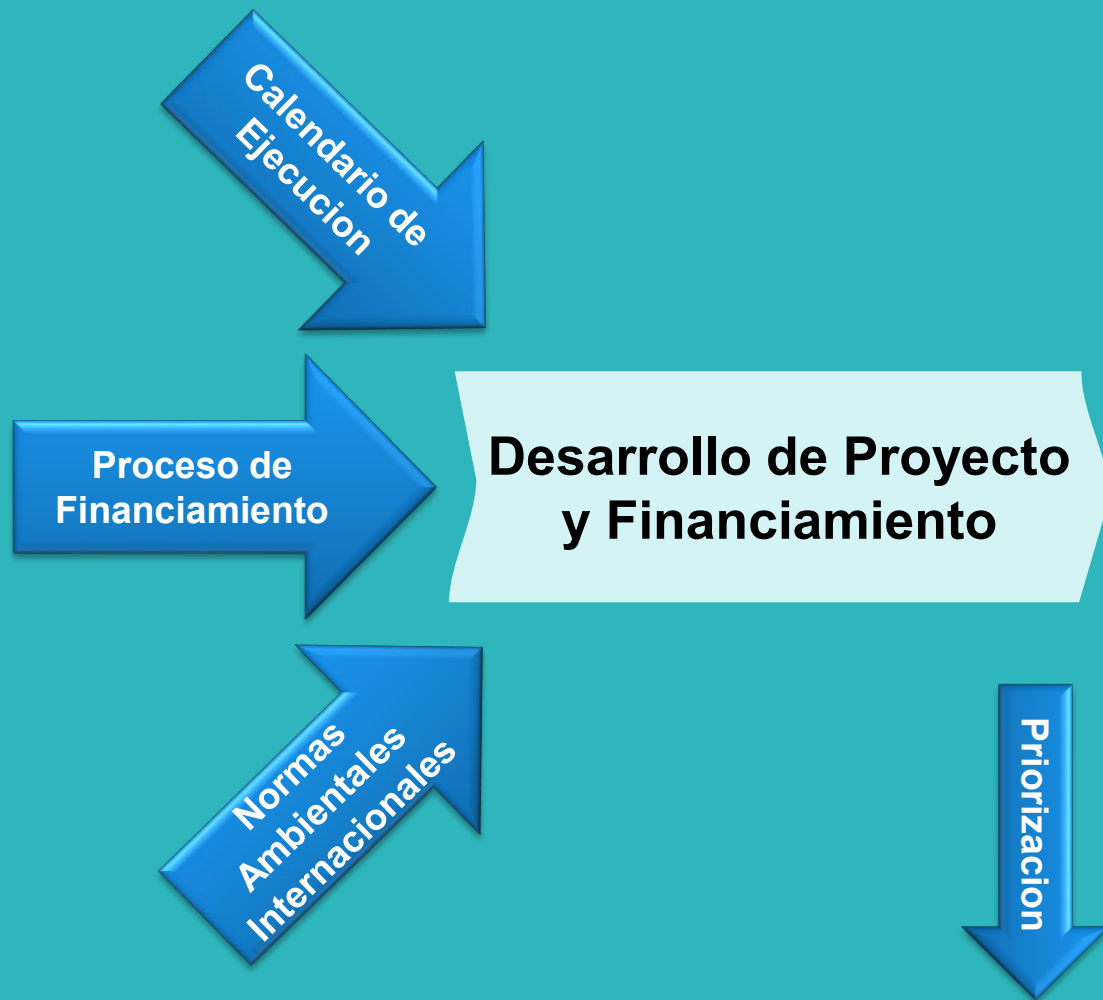 Calendario de
Ejecucion
Proceso de
Financiamiento
Desarrollo de Proyecto
y Financiamiento
Normas
Ambientales
Internacionales
Priorizacion